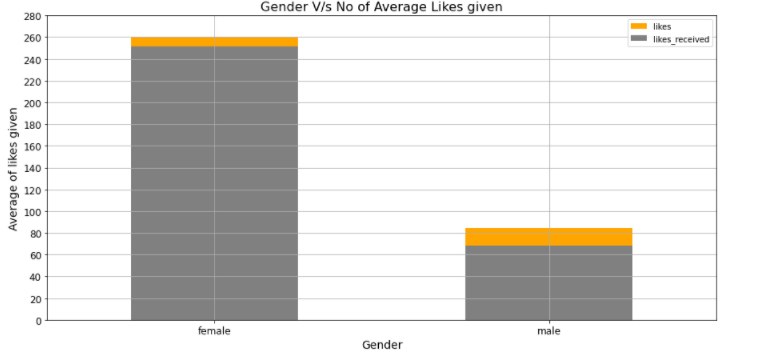 Gender V/s No of Average Likes given
likes
likes_received
280
260
240
220
200
180
160
140
120
100
80
60
40
20
0
Average of likes given
female
male
Gender